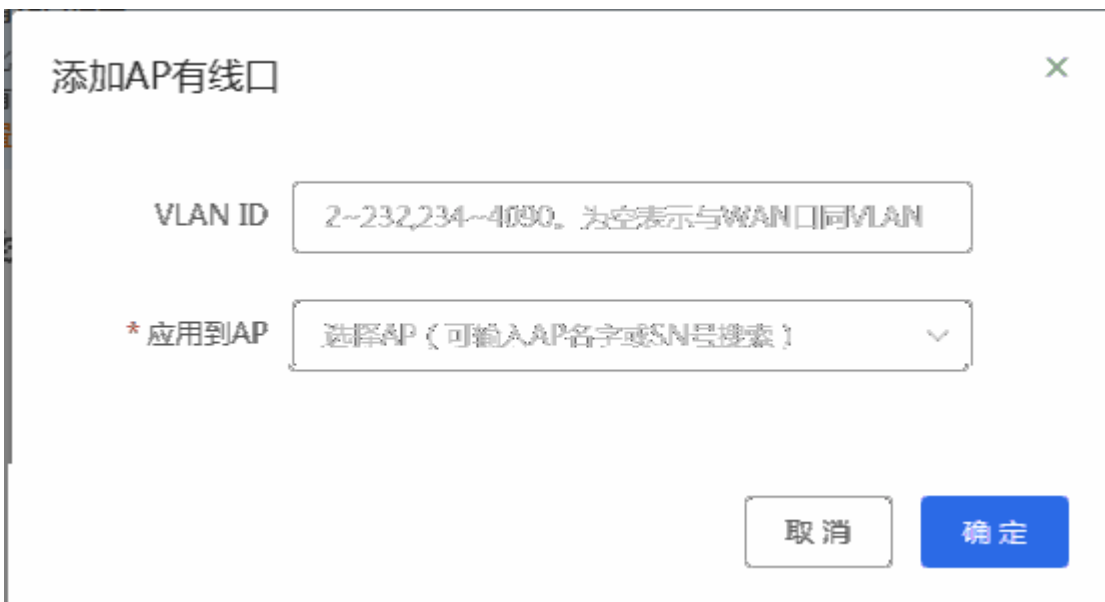 添加AP有线口
VLAN ID
2~232,234~4090。为空表示与WAN口同VLAN
* 应用到AP
选择AP（可输入AP名字或SN号搜索）
取消
确定